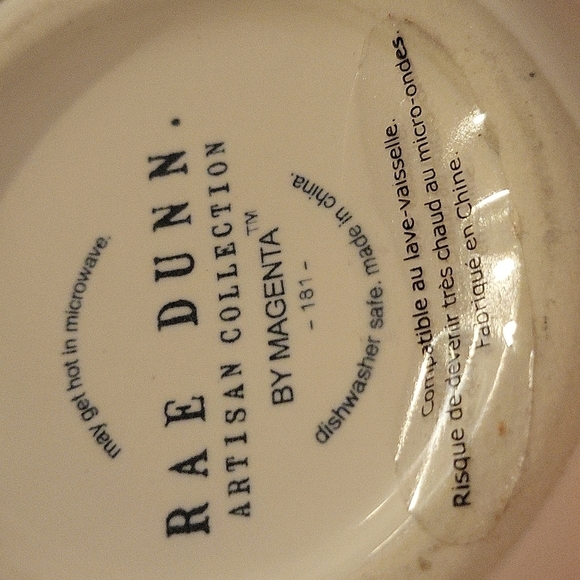 may get hot in microwave.
RAE DUNN.
ARTISAN COLLECTION
BY MAGENTA™
- 181 -
dishwasher safe. made in china.
Compatible au lave-vaisselle.
Risque de devenir très chaud au micro-ondes.
Fabriqué en Chine.